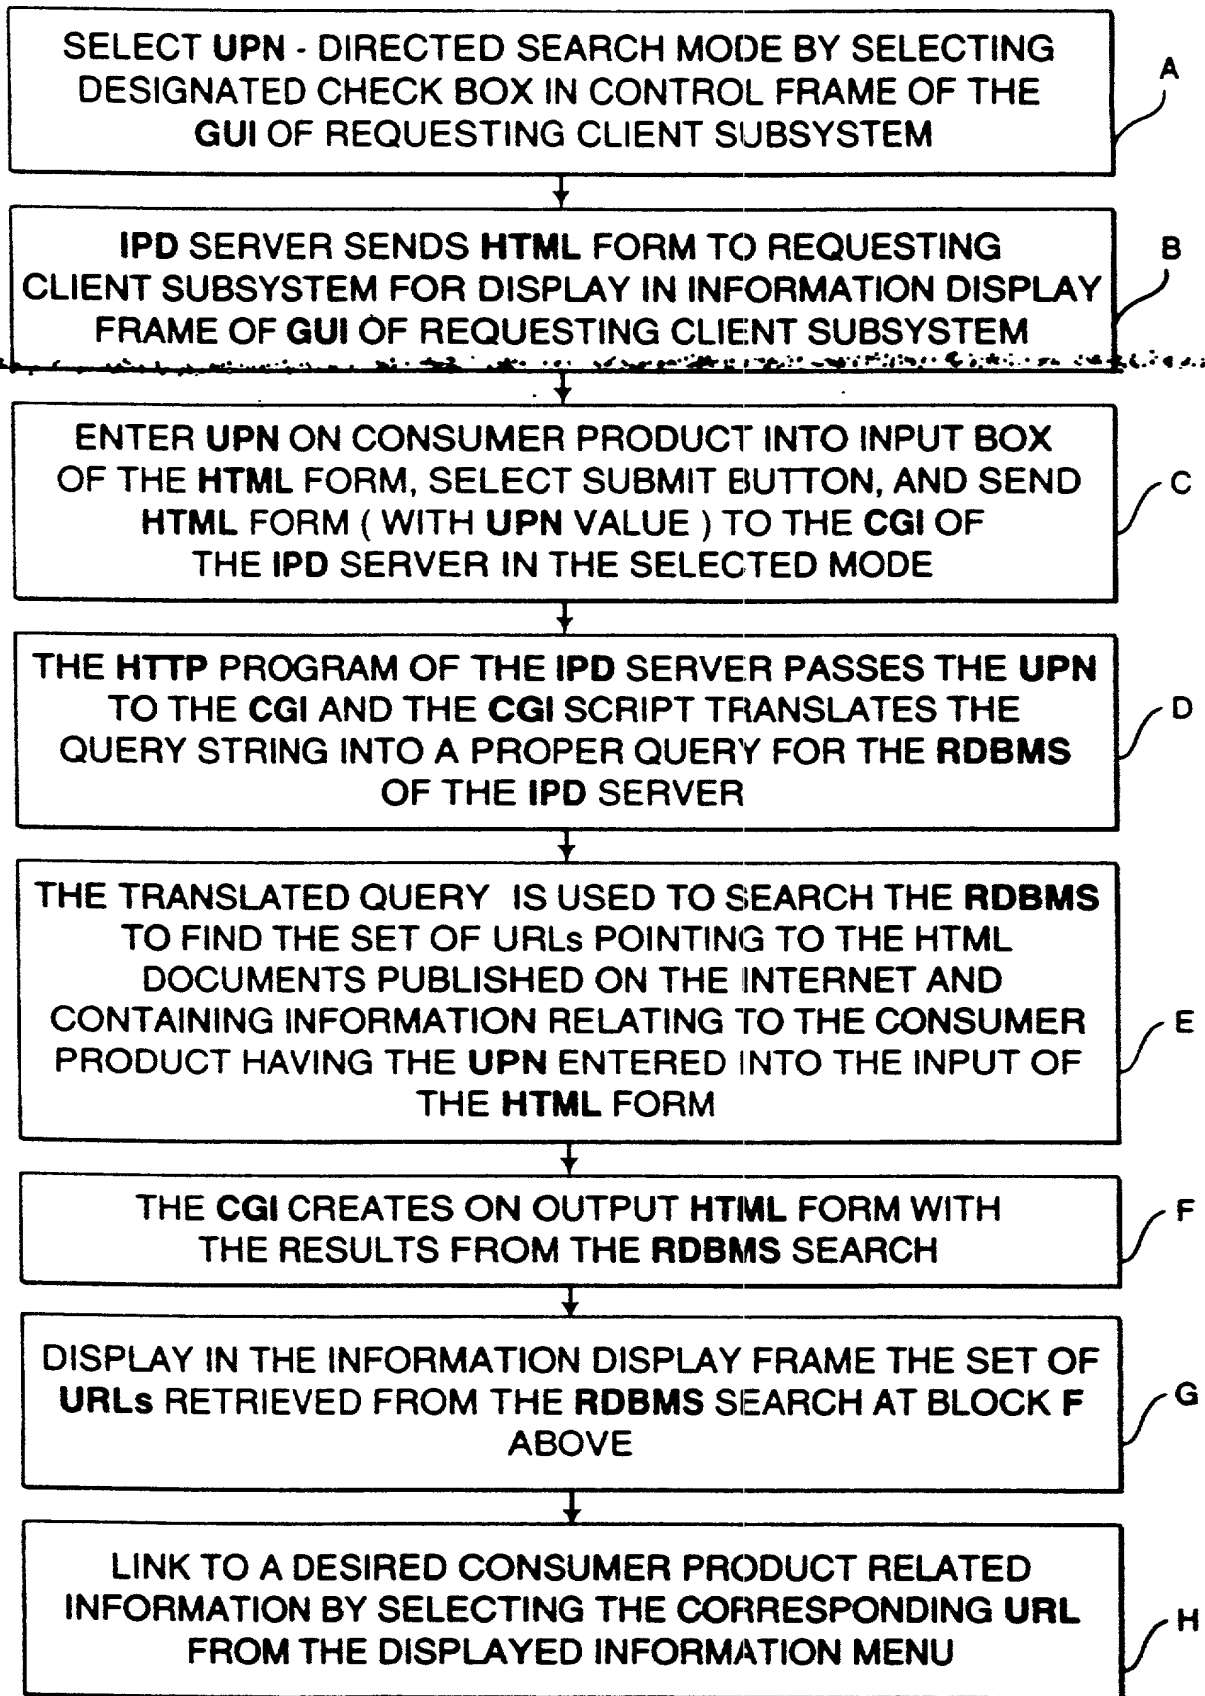 SELECT UPN - DIRECTED SEARCH MODE BY SELECTING
DESIGNATED CHECK BOX IN CONTROL FRAME OF THE
GUI OF REQUESTING CLIENT SUBSYSTEM
A
IPD SERVER SENDS HTML FORM TO REQUESTING
CLIENT SUBSYSTEM FOR DISPLAY IN INFORMATION DISPLAY
FRAME OF GUI OF REQUESTING CLIENT SUBSYSTEM
B
ENTER UPN ON CONSUMER PRODUCT INTO INPUT BOX
OF THE HTML FORM, SELECT SUBMIT BUTTON, AND SEND
HTML FORM ( WITH UPN VALUE ) TO THE CGI OF
THE IPD SERVER IN THE SELECTED MODE
C
THE HTTP PROGRAM OF THE IPD SERVER PASSES THE UPN
TO THE CGI AND THE CGI SCRIPT TRANSLATES THE
QUERY STRING INTO A PROPER QUERY FOR THE RDBMS
OF THE IPD SERVER
D
THE TRANSLATED QUERY IS USED TO SEARCH THE RDBMS
TO FIND THE SET OF URLs POINTING TO THE HTML
DOCUMENTS PUBLISHED ON THE INTERNET AND
CONTAINING INFORMATION RELATING TO THE CONSUMER
PRODUCT HAVING THE UPN ENTERED INTO THE INPUT OF
THE HTML FORM
E
THE CGI CREATES ON OUTPUT HTML FORM WITH
THE RESULTS FROM THE RDBMS SEARCH
F
DISPLAY IN THE INFORMATION DISPLAY FRAME THE SET OF
URLs RETRIEVED FROM THE RDBMS SEARCH AT BLOCK F
ABOVE
G
LINK TO A DESIRED CONSUMER PRODUCT RELATED
INFORMATION BY SELECTING THE CORRESPONDING URL
FROM THE DISPLAYED INFORMATION MENU
H